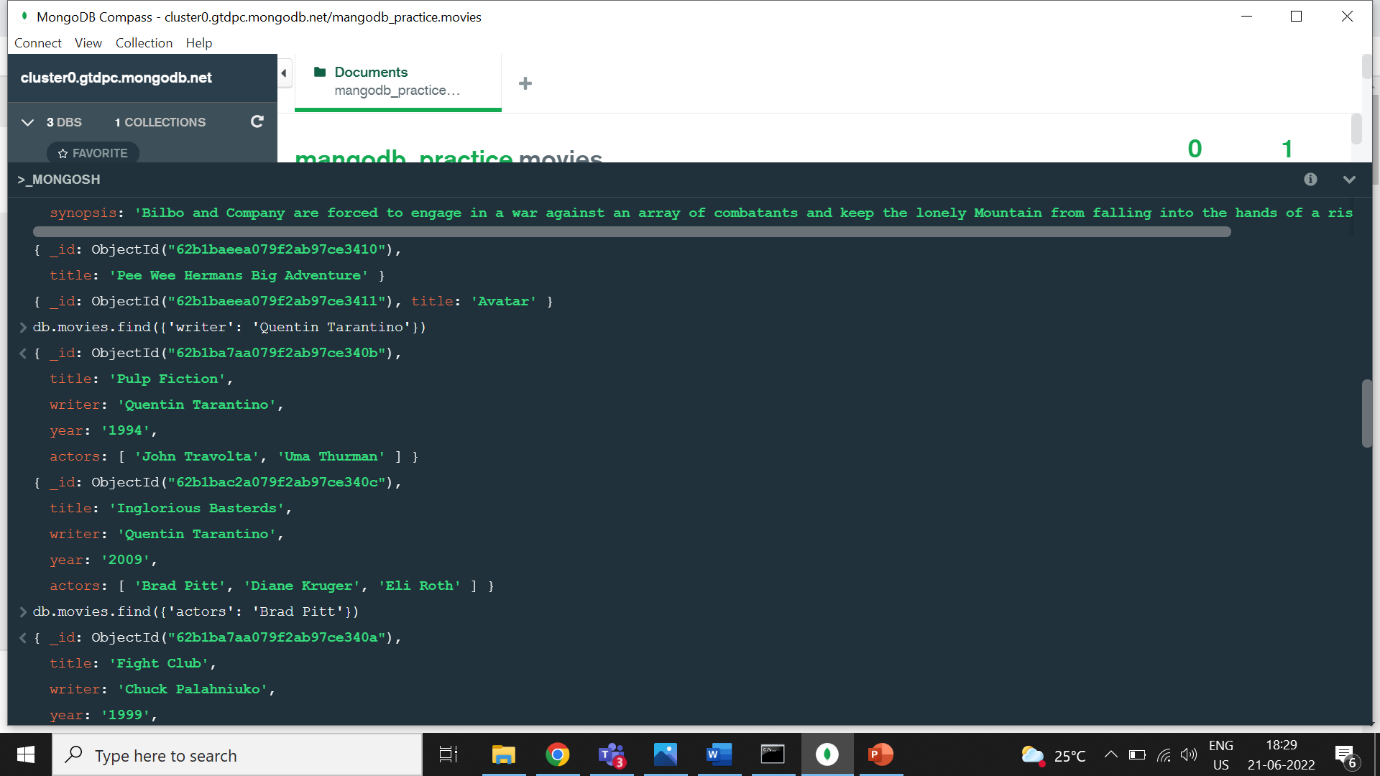 MongoDB Compass - cluster0.gtdpc.mongodb.net/mangodb_practice.movies
Connect View Collection Help
cluster0.gtdpc.mongodb.net
Documents
mangodb_practice...
3 DBS 1 COLLECTIONS
FAVORITE
mangodb_practice.movies
0 1
>_MONGOSH
synopsis: 'Bilbo and Company are forced to engage in a war against an array of combatants and keep the lonely Mountain from falling into the hands of a ris
{ _id: ObjectId("62b1baeea079f2ab97ce3410"),
title: 'Pee Wee Hermans Big Adventure' }
{ _id: ObjectId("62b1baeea079f2ab97ce3411"), title: 'Avatar' }
> db.movies.find({'writer': 'Quentin Tarantino'})
< { _id: ObjectId("62b1ba7aa079f2ab97ce340b"),
title: 'Pulp Fiction',
writer: 'Quentin Tarantino',
year: '1994',
actors: [ 'John Travolta', 'Uma Thurman' ] }
{ _id: ObjectId("62b1bac2a079f2ab97ce340c"),
title: 'Inglorious Basterds',
writer: 'Quentin Tarantino',
year: '2009',
actors: [ 'Brad Pitt', 'Diane Kruger', 'Eli Roth' ] }
> db.movies.find({'actors': 'Brad Pitt'})
< { _id: ObjectId("62b1ba7aa079f2ab97ce340a"),
title: 'Fight Club',
writer: 'Chuck Palahniuko',
year: '1999',
Type here to search
3
25°C
ENG
US
18:29
21-06-2022
6